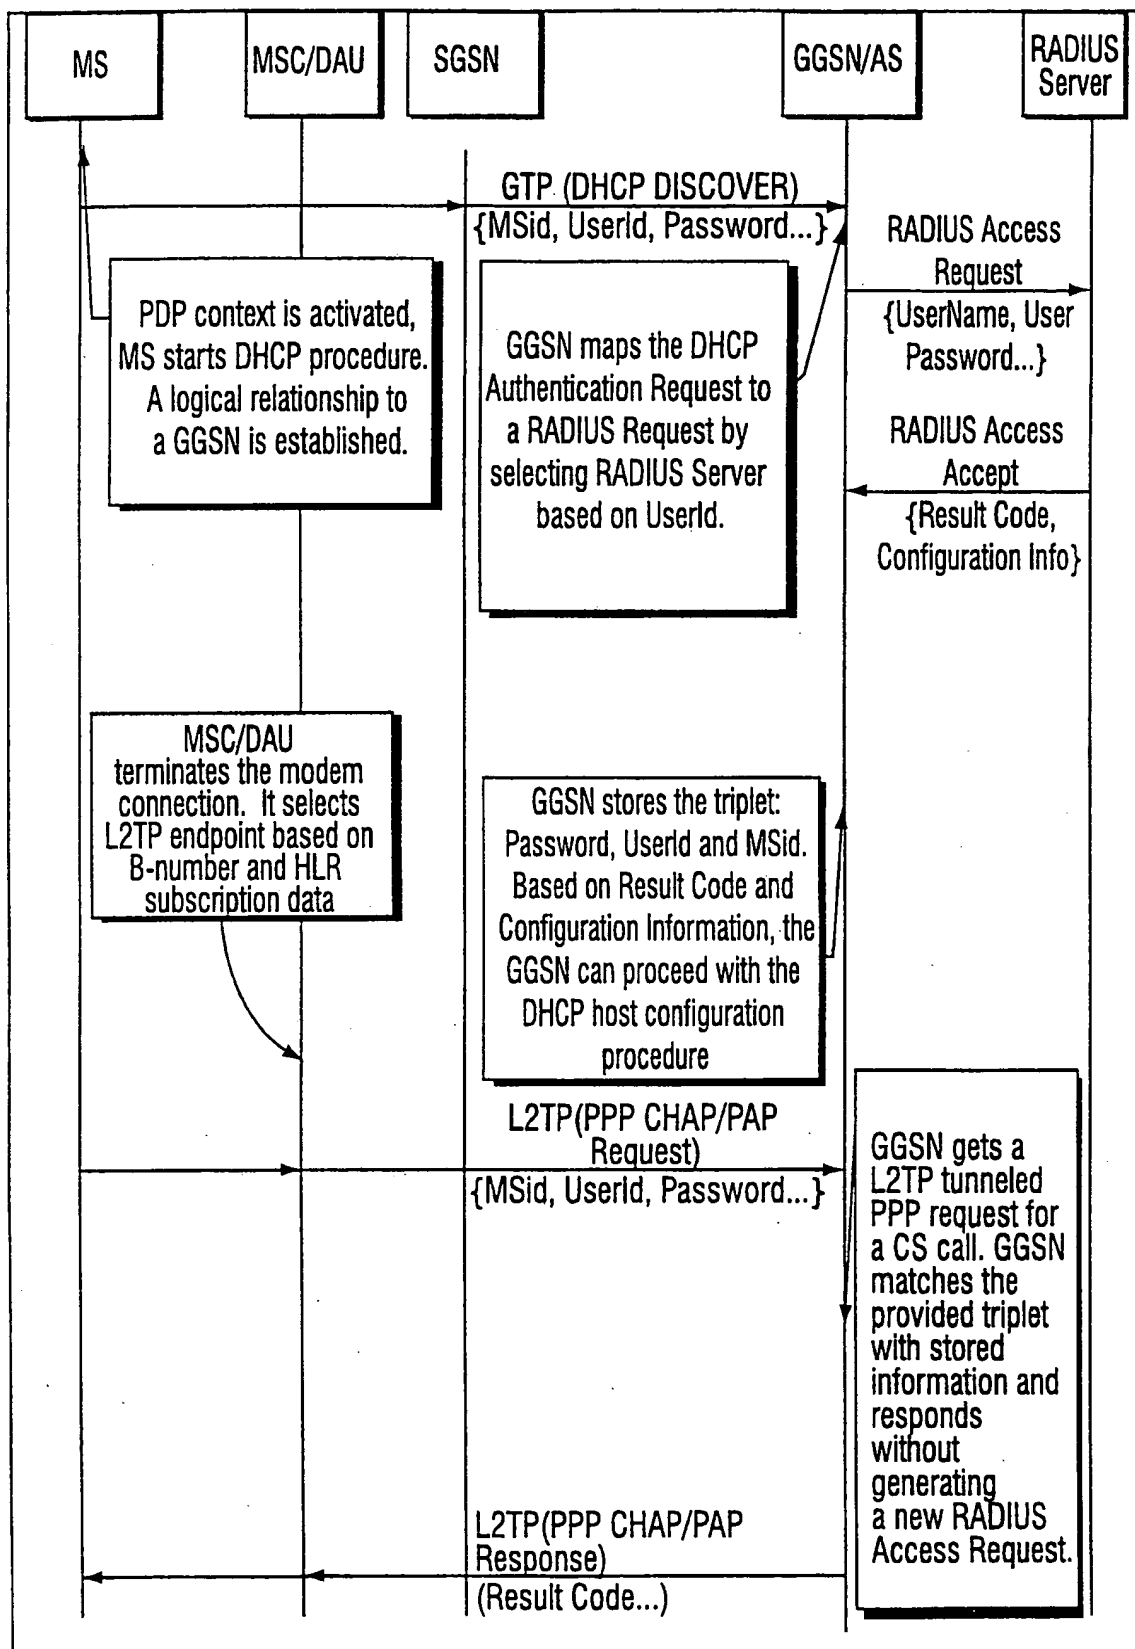 MS
MSC/DAU
SGSN
GGSN/AS
RADIUS
Server
GTP (DHCP DISCOVER)
{MSid, UserId, Password...}
RADIUS Access
Request
{UserName, User
Password...}
PDP context is activated,
MS starts DHCP procedure.
A logical relationship to
a GGSN is established.
GGSN maps the DHCP
Authentication Request to
a RADIUS Request by
selecting RADIUS Server
based on UserId.
RADIUS Access
Accept
{Result Code,
Configuration Info}
MSC/DAU
terminates the modem
connection. It selects
L2TP endpoint based on
B-number and HLR
subscription data
GGSN stores the triplet:
Password, UserId and MSid.
Based on Result Code and
Configuration Information, the
GGSN can proceed with the
DHCP host configuration
procedure
L2TP(PPP CHAP/PAP
Request)
{MSid, UserId, Password...}
GGSN gets a
L2TP tunneled
PPP request for
a CS call. GGSN
matches the
provided triplet
with stored
information and
responds
without
generating
a new RADIUS
Access Request.
L2TP(PPP CHAP/PAP
Response)
(Result Code...)